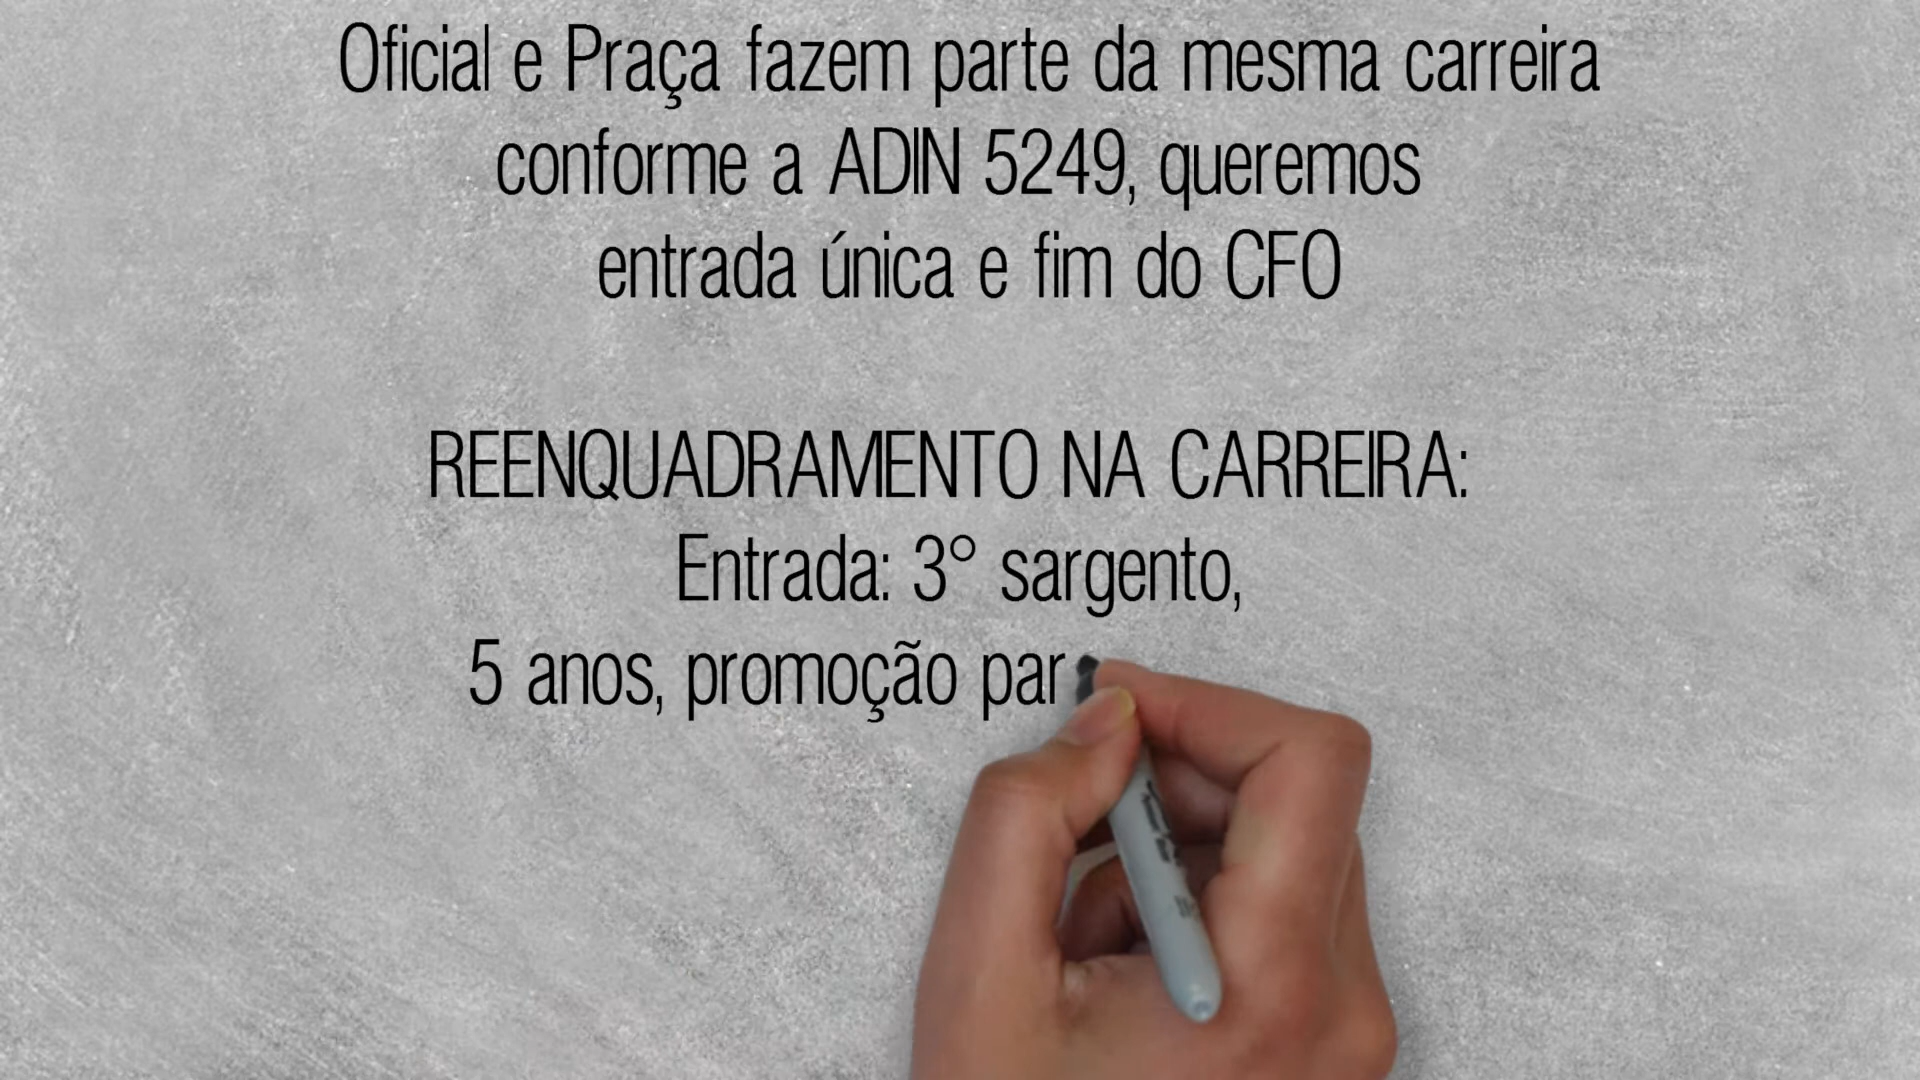 Oficial e Praça fazem parte da mesma carreira
conforme a ADIN 5249, queremos
entrada única e fim do CFO
REENQUADRAMENTO NA CARREIRA:
Entrada: 3° sargento,
5 anos, promoção par